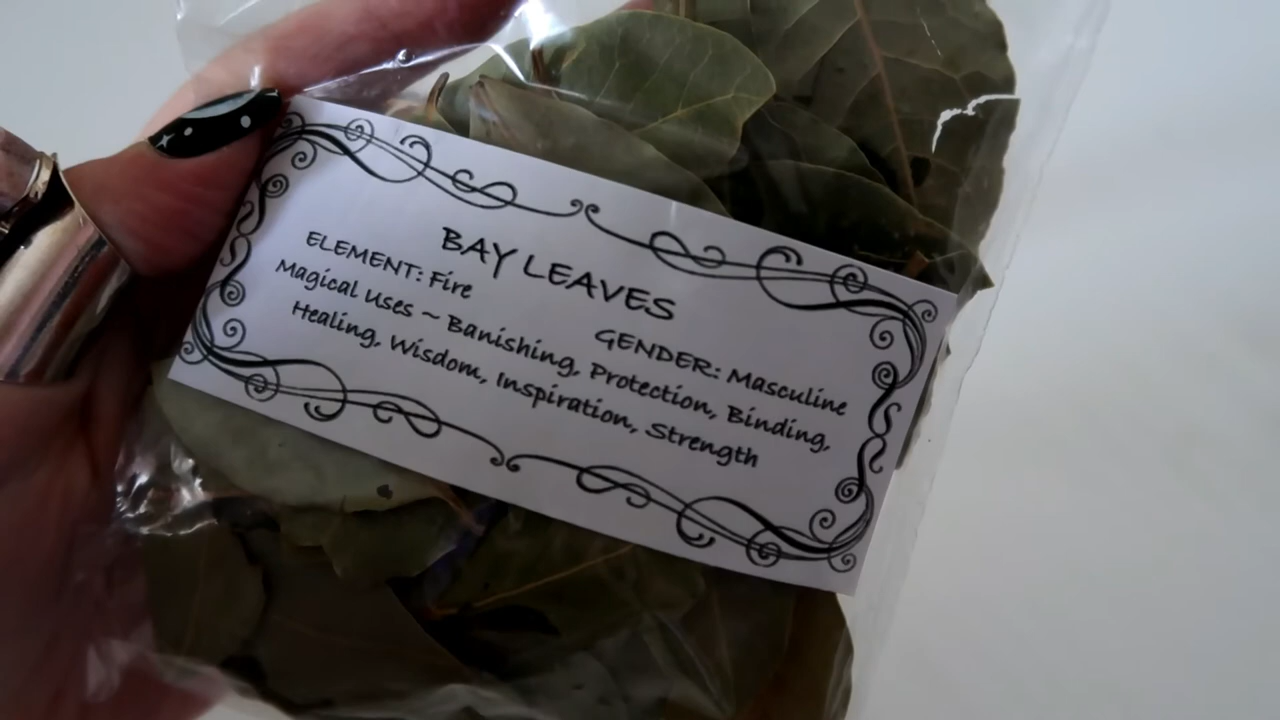 BAY LEAVES
ELEMENT: Fire GENDER: Masculine
Magical Uses ~ Banishing, Protection, Binding,
Healing, Wisdom, Inspiration, Strength